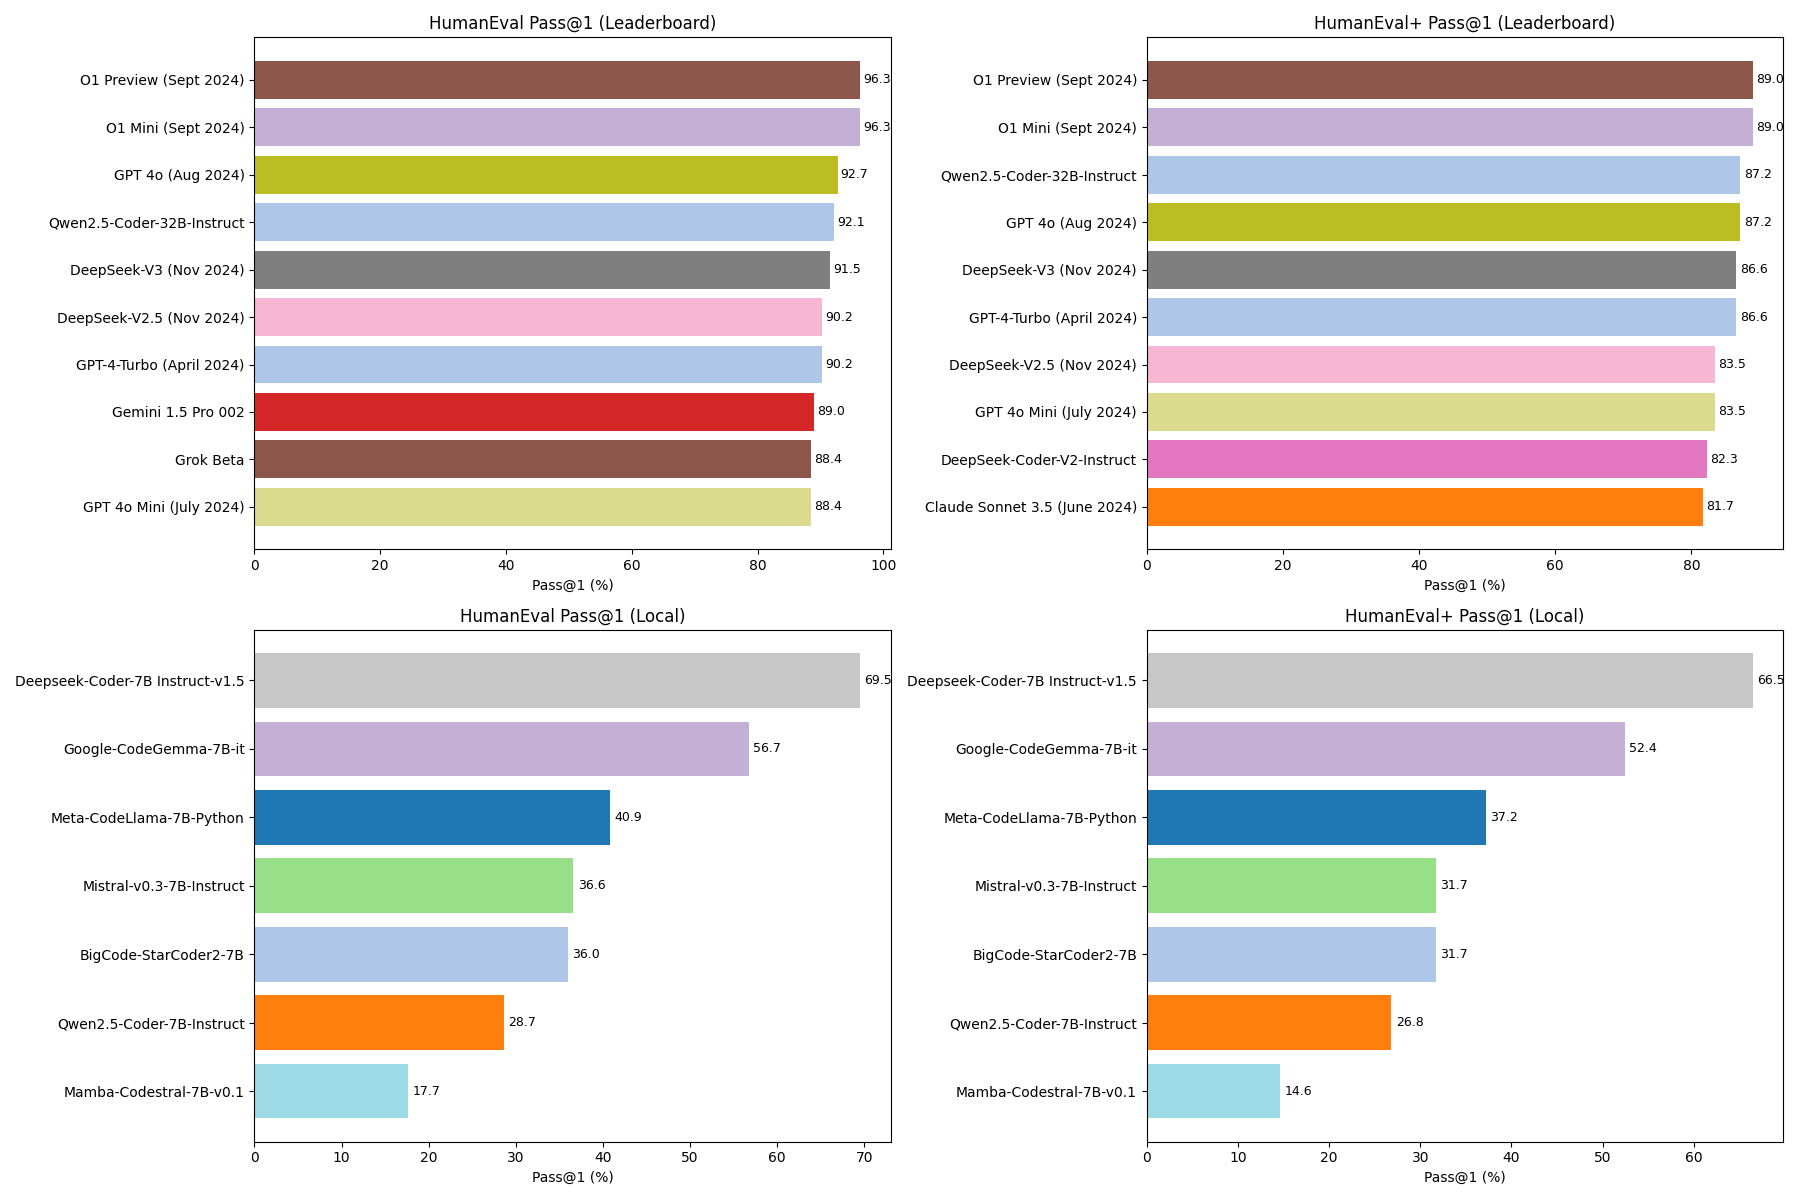 HumanEval Pass@1 (Leaderboard)
O1 Preview (Sept 2024) 96.3
O1 Mini (Sept 2024) 96.3
GPT 4o (Aug 2024) 92.7
Qwen2.5-Coder-32B-Instruct 92.1
DeepSeek-V3 (Nov 2024) 91.5
DeepSeek-V2.5 (Nov 2024) 90.2
GPT-4-Turbo (April 2024) 90.2
Gemini 1.5 Pro 002 89.0
Grok Beta 88.4
GPT 4o Mini (July 2024) 88.4
0 20 40 60 80 100
Pass@1 (%)
HumanEval+ Pass@1 (Leaderboard)
O1 Preview (Sept 2024) 89.0
O1 Mini (Sept 2024) 89.0
Qwen2.5-Coder-32B-Instruct 87.2
GPT 4o (Aug 2024) 87.2
DeepSeek-V3 (Nov 2024) 86.6
GPT-4-Turbo (April 2024) 86.6
DeepSeek-V2.5 (Nov 2024) 83.5
GPT 4o Mini (July 2024) 83.5
DeepSeek-Coder-V2-Instruct 82.3
Claude Sonnet 3.5 (June 2024) 81.7
0 20 40 60 80
Pass@1 (%)
HumanEval Pass@1 (Local)
Deepseek-Coder-7B Instruct-v1.5 69.5
Google-CodeGemma-7B-it 56.7
Meta-CodeLlama-7B-Python 40.9
Mistral-v0.3-7B-Instruct 36.6
BigCode-StarCoder2-7B 36.0
Qwen2.5-Coder-7B-Instruct 28.7
Mamba-Codestral-7B-v0.1 17.7
0 10 20 30 40 50 60 70
Pass@1 (%)
HumanEval+ Pass@1 (Local)
Deepseek-Coder-7B Instruct-v1.5 66.5
Google-CodeGemma-7B-it 52.4
Meta-CodeLlama-7B-Python 37.2
Mistral-v0.3-7B-Instruct 31.7
BigCode-StarCoder2-7B 31.7
Qwen2.5-Coder-7B-Instruct 26.8
Mamba-Codestral-7B-v0.1 14.6
0 10 20 30 40 50 60
Pass@1 (%)